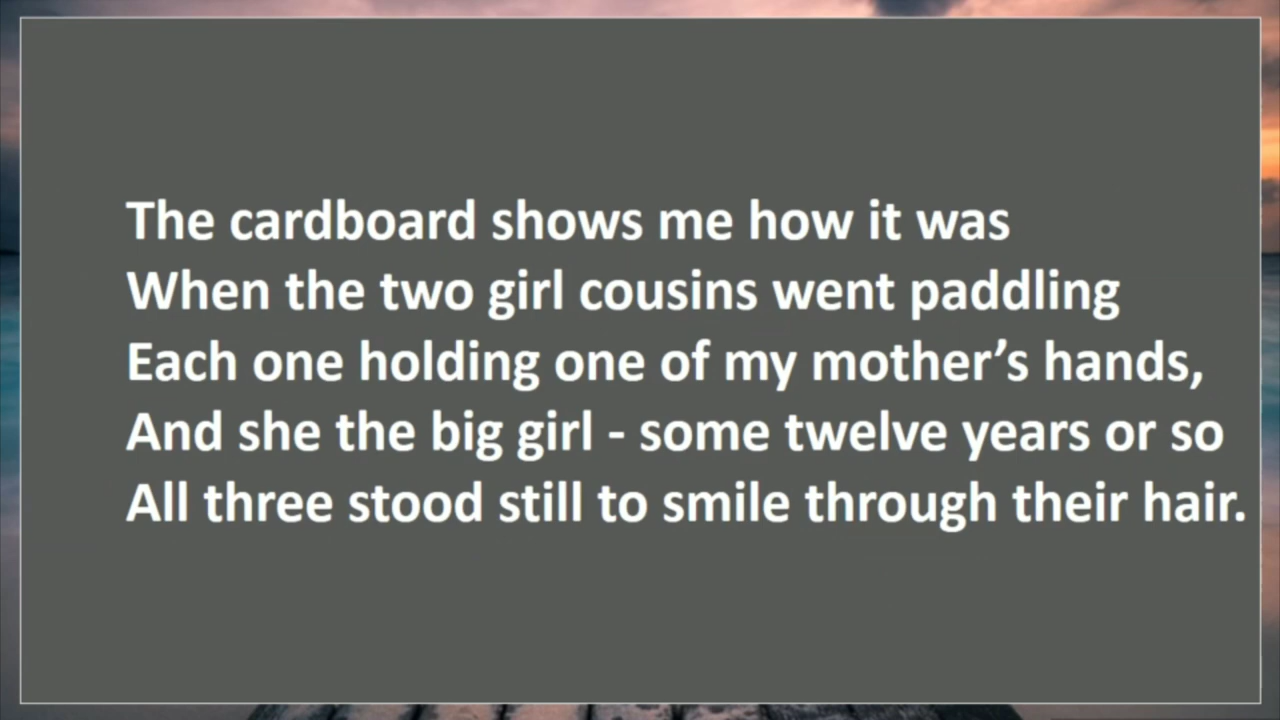 The cardboard shows me how it was
When the two girl cousins went paddling
Each one holding one of my mother’s hands,
And she the big girl - some twelve years or so
All three stood still to smile through their hair.